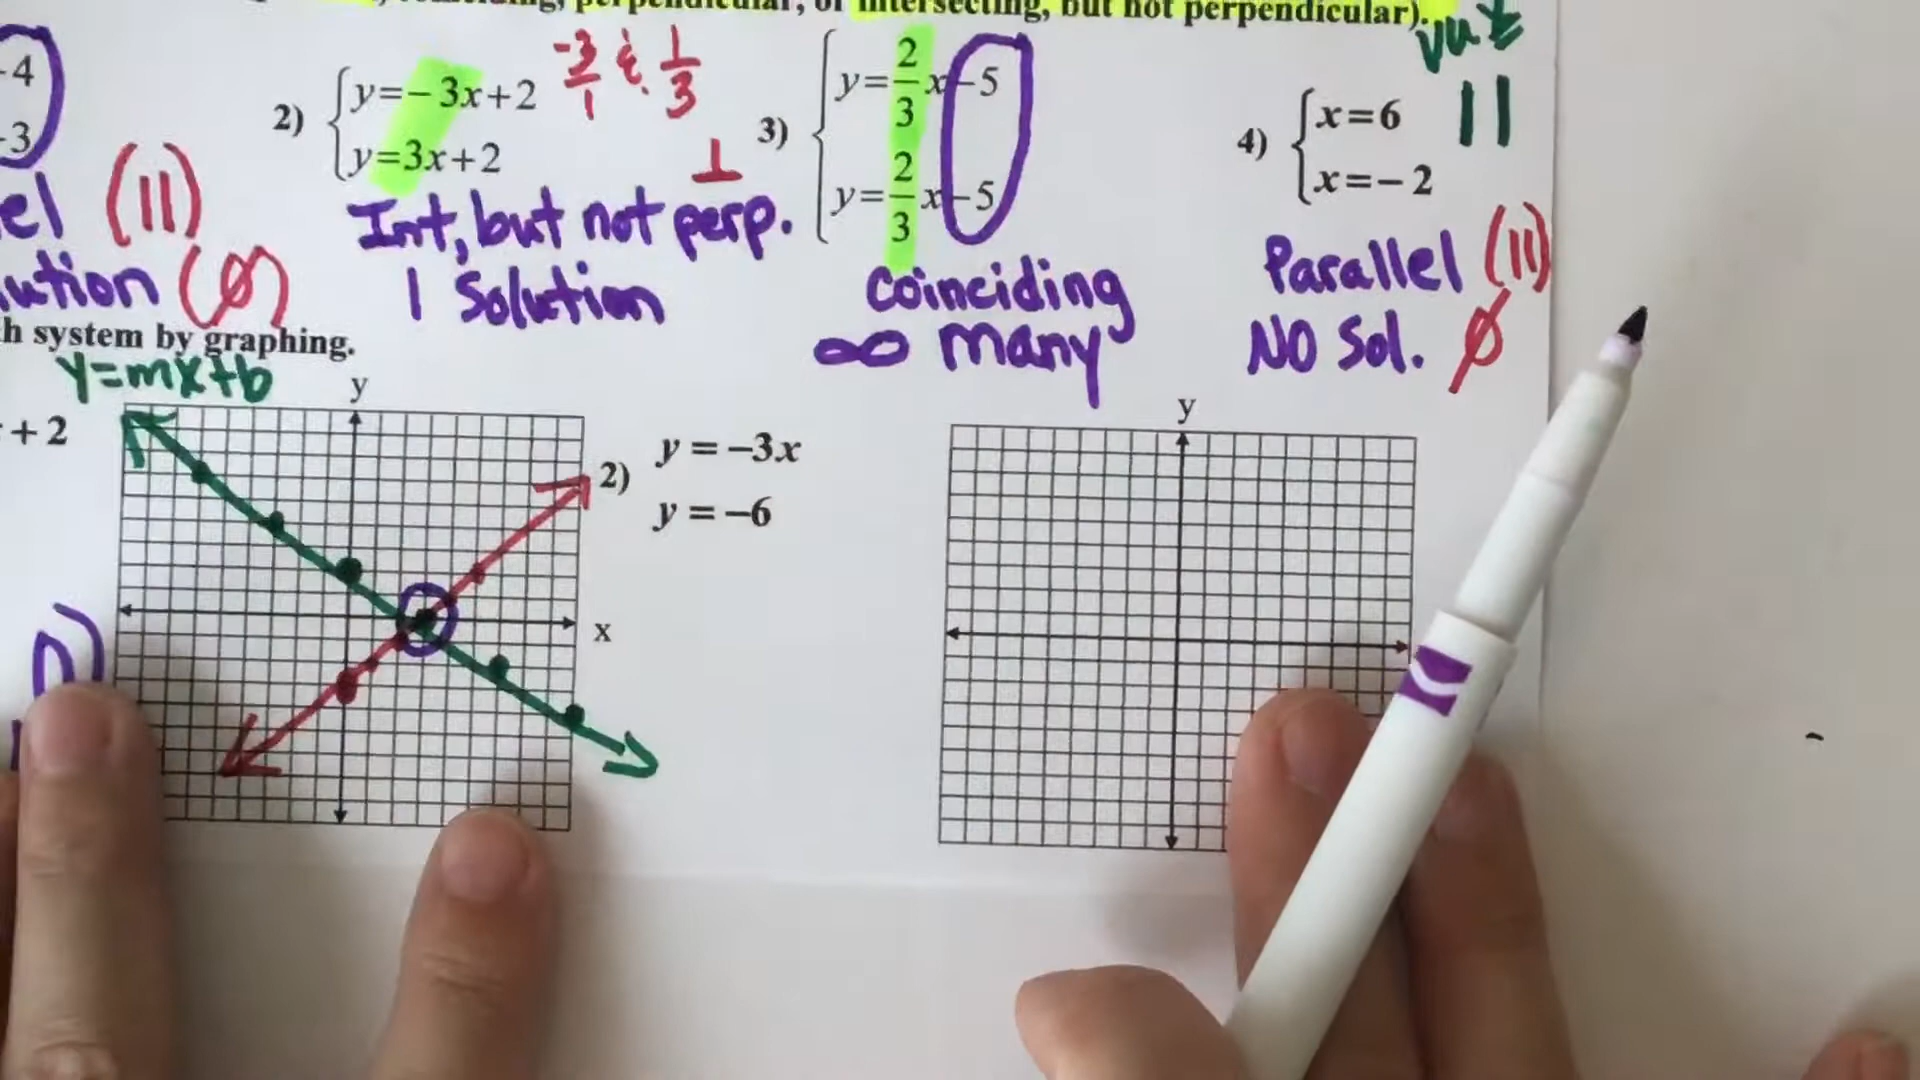 perpendicular, or intersecting, but not perpendicular).
-4
-3
2) { y=-3x+2
y=3x+2
-3/1 & 1/3
⊥
3) { y=2/3x-5
y=2/3x-5
4) { x=6
x=-2
||
el (||)
ution (∅)
Int, but not perp.
1 Solution
Coinciding
∞ many
Parallel (||)
No Sol. ∅
h system by graphing.
y=mx+b
+2
y
x
2) y = -3x
y = -6
y